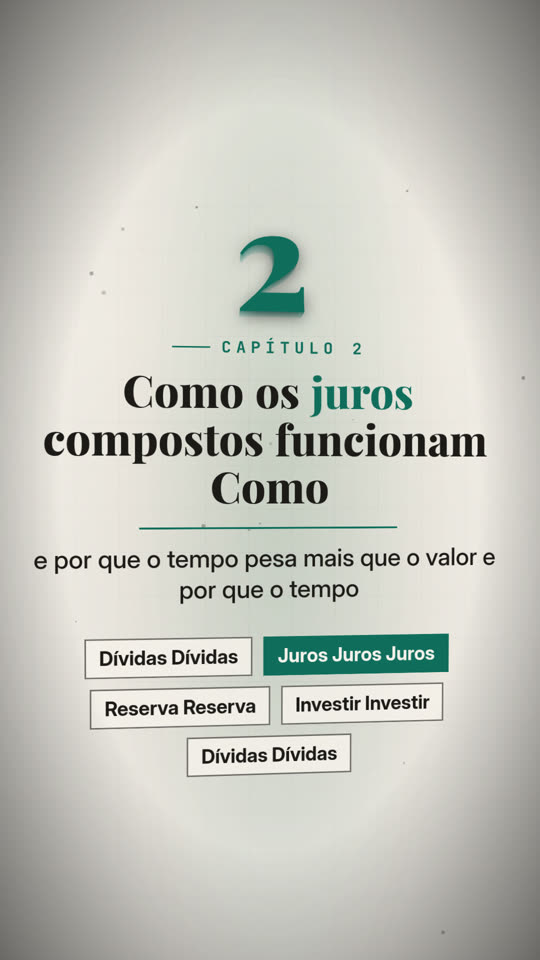 2
CAPÍTULO 2
Como os juros
compostos funcionam
Como
e por que o tempo pesa mais que o valor e
por que o tempo
Dívidas Dívidas
Juros Juros Juros
Reserva Reserva
Investir Investir
Dívidas Dívidas